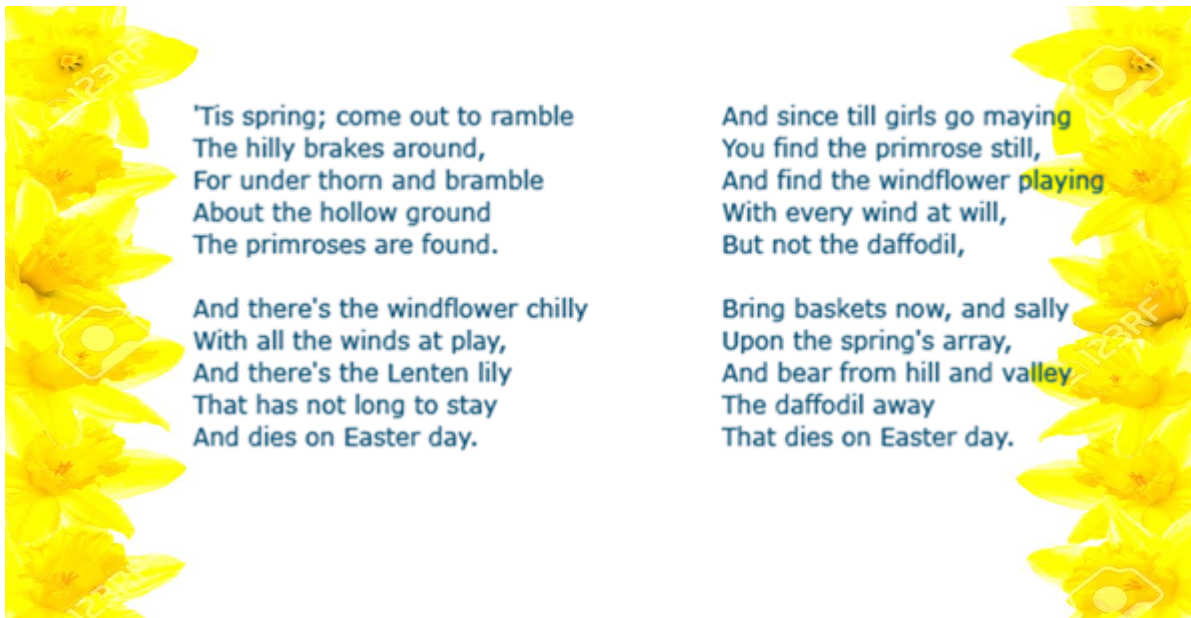 'Tis spring; come out to ramble
The hilly brakes around,
For under thorn and bramble
About the hollow ground
The primroses are found.

And there's the windflower chilly
With all the winds at play,
And there's the Lenten lily
That has not long to stay
And dies on Easter day.

And since till girls go maying
You find the primrose still,
And find the windflower playing
With every wind at will,
But not the daffodil,

Bring baskets now, and sally
Upon the spring's array,
And bear from hill and valley
The daffodil away
That dies on Easter day.

123RF
123RF
123RF